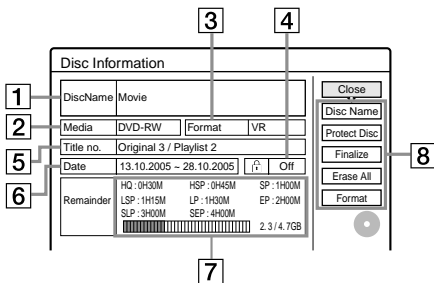 3
4
Disc Information
Close
1
DiscName Movie
Disc Name
2
Media DVD-RW Format VR
Protect Disc
5
Title no. Original 3 / Playlist 2
Finalize
8
6
Date 13.10.2005 ~ 28.10.2005 Off
Erase All
Remainder
HQ : 0H30M HSP : 0H45M SP : 1H00M
Format
LSP : 1H15M LP : 1H30M EP : 2H00M
SLP : 3H00M SEP : 4H00M
2. 3 / 4. 7GB
7